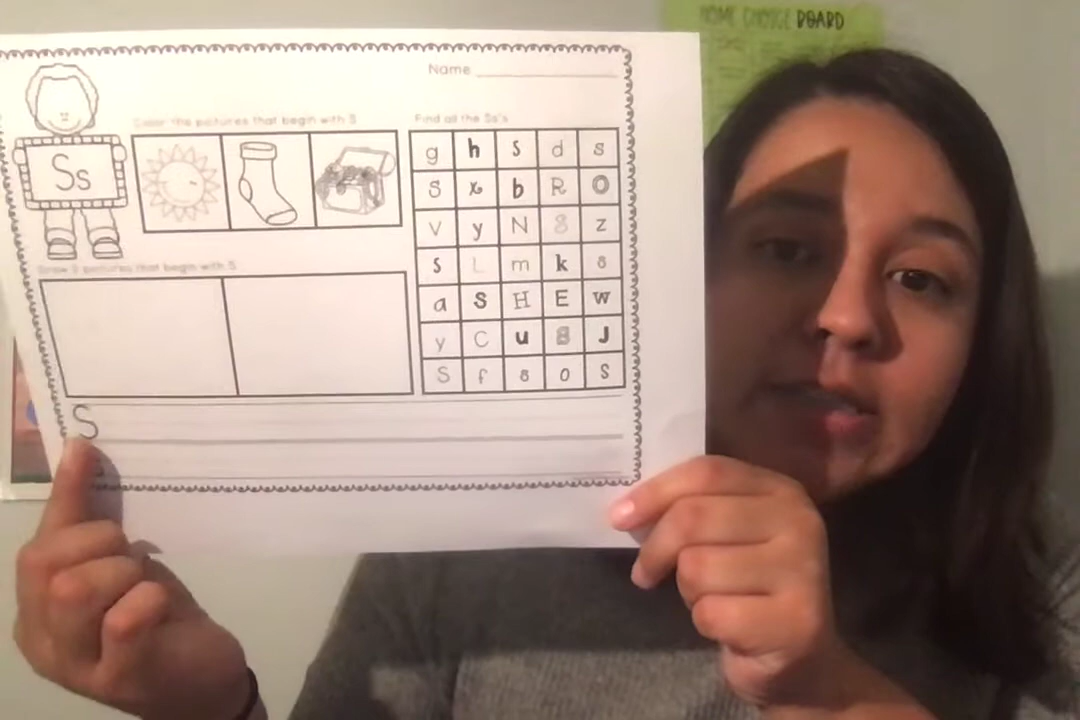 HOME CHOICE BOARD
Name
Color the pictures that begin with S
Find all the Ss's
Ss
g h s d s
S x b R O
v y N S z
s L m k s
a S H E w
y C u S J
S f s o S
Draw 2 pictures that begin with S
S
s